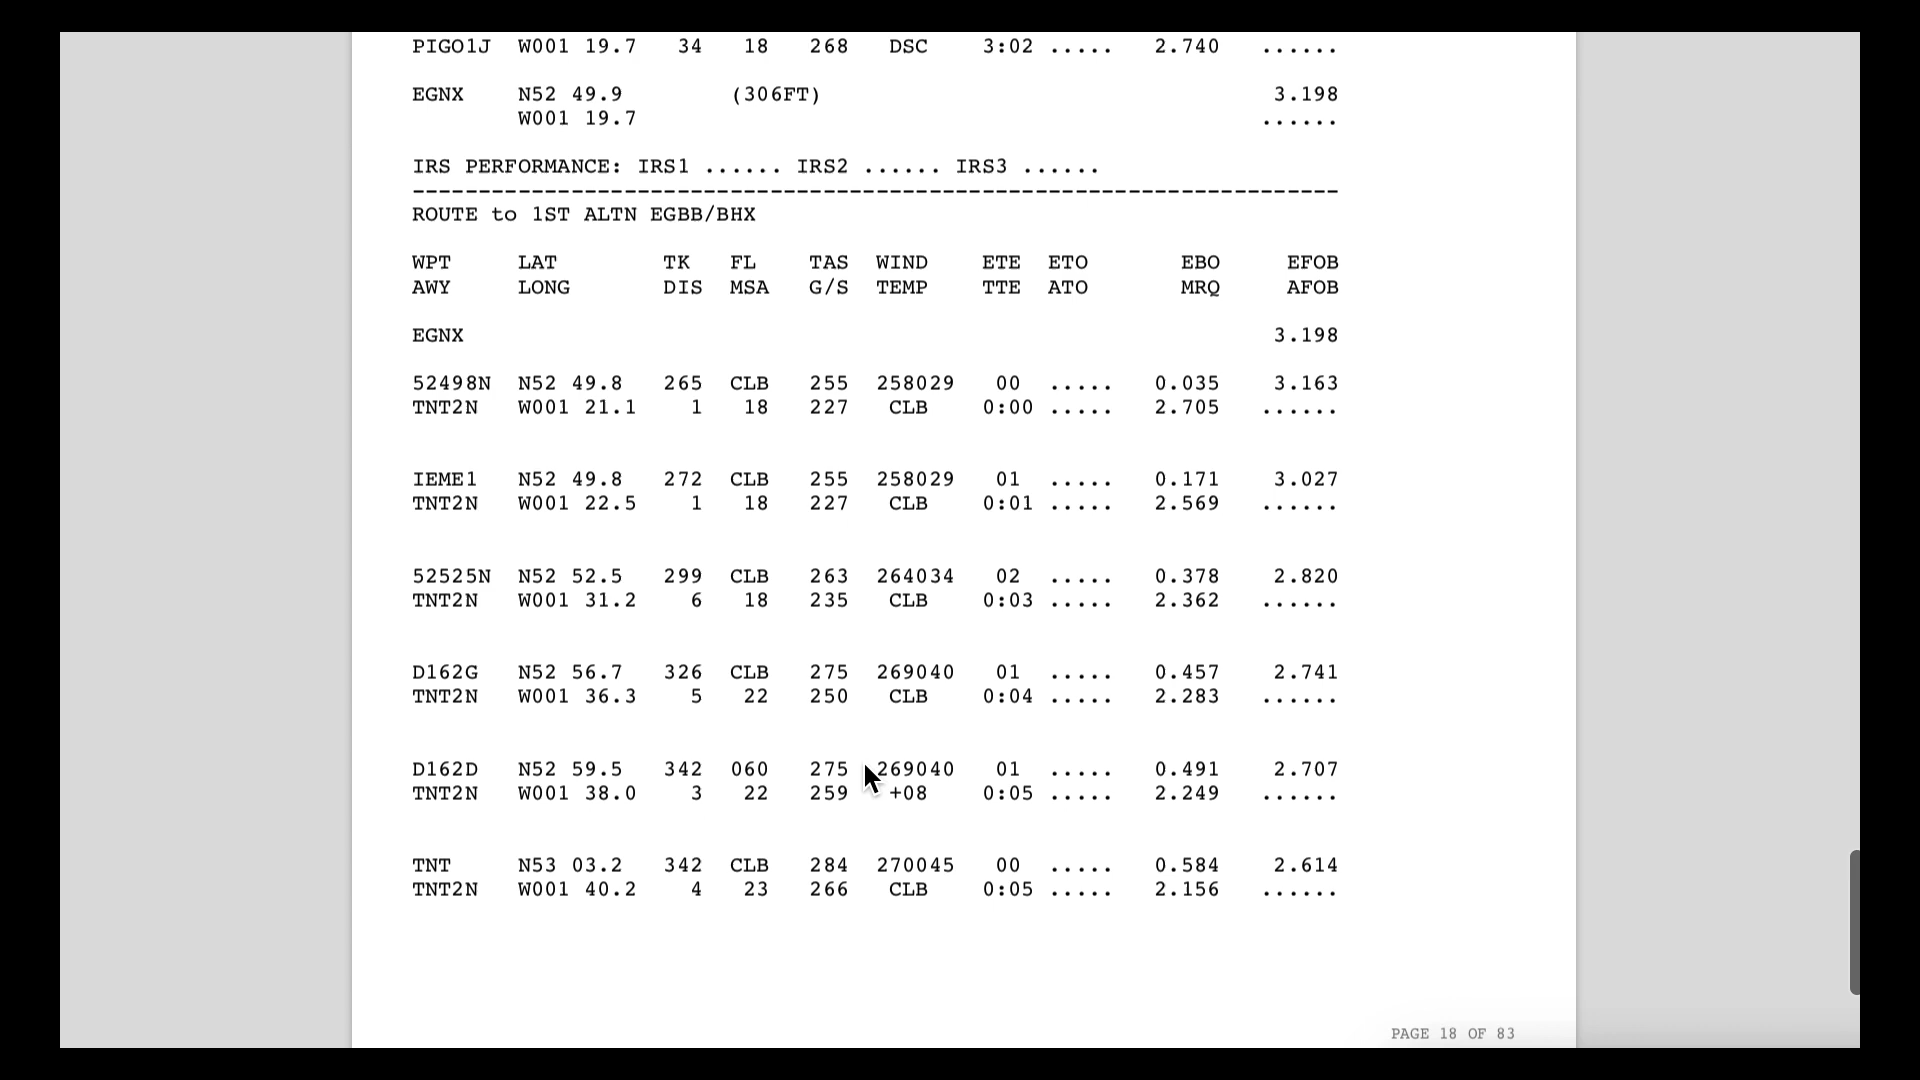 PIGO1J W001 19.7 34 18 268 DSC 3:02 ..... 2.740 ......
EGNX N52 49.9 (306FT) 3.198
W001 19.7 ......
IRS PERFORMANCE: IRS1 ...... IRS2 ...... IRS3 ......
----------------------------------------------------------------------
ROUTE to 1ST ALTN EGBB/BHX
WPT LAT TK FL TAS WIND ETE ETO EBO EFOB
AWY LONG DIS MSA G/S TEMP TTE ATO MRQ AFOB
EGNX 3.198
52498N N52 49.8 265 CLB 255 258029 00 ..... 0.035 3.163
TNT2N W001 21.1 1 18 227 CLB 0:00 ..... 2.705 ......
IEME1 N52 49.8 272 CLB 255 258029 01 ..... 0.171 3.027
TNT2N W001 22.5 1 18 227 CLB 0:01 ..... 2.569 ......
52525N N52 52.5 299 CLB 263 264034 02 ..... 0.378 2.820
TNT2N W001 31.2 6 18 235 CLB 0:03 ..... 2.362 ......
D162G N52 56.7 326 CLB 275 269040 01 ..... 0.457 2.741
TNT2N W001 36.3 5 22 250 CLB 0:04 ..... 2.283 ......
D162D N52 59.5 342 060 275 269040 01 ..... 0.491 2.707
TNT2N W001 38.0 3 22 259 +08 0:05 ..... 2.249 ......
TNT N53 03.2 342 CLB 284 270045 00 ..... 0.584 2.614
TNT2N W001 40.2 4 23 266 CLB 0:05 ..... 2.156 ......
PAGE 18 OF 83